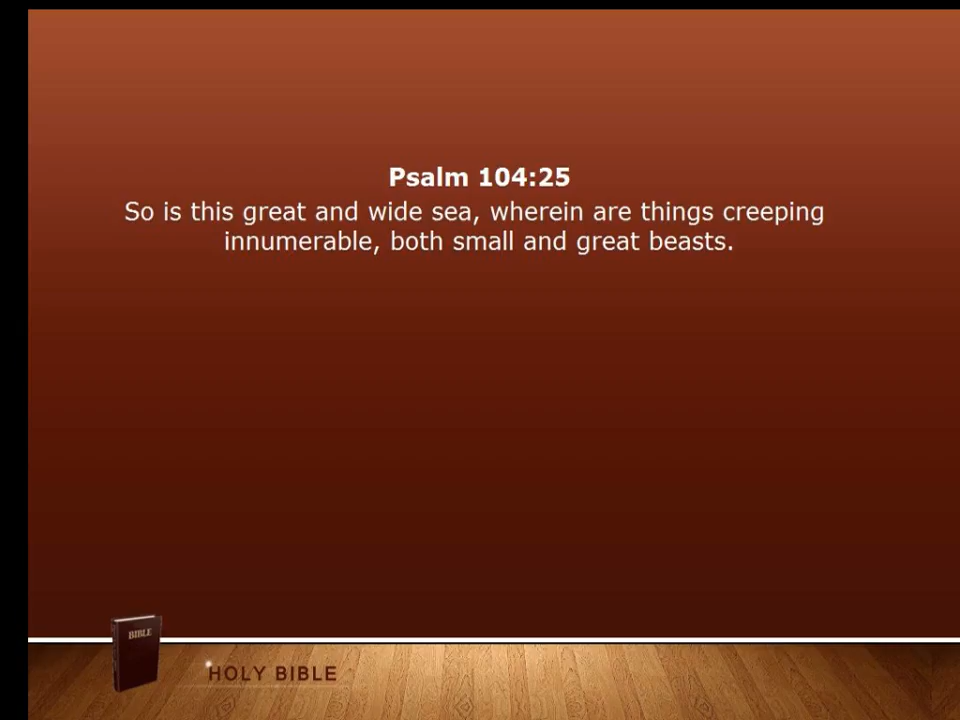 Psalm 104:25
So is this great and wide sea, wherein are things creeping
innumerable, both small and great beasts.
BIBLE
HOLY BIBLE